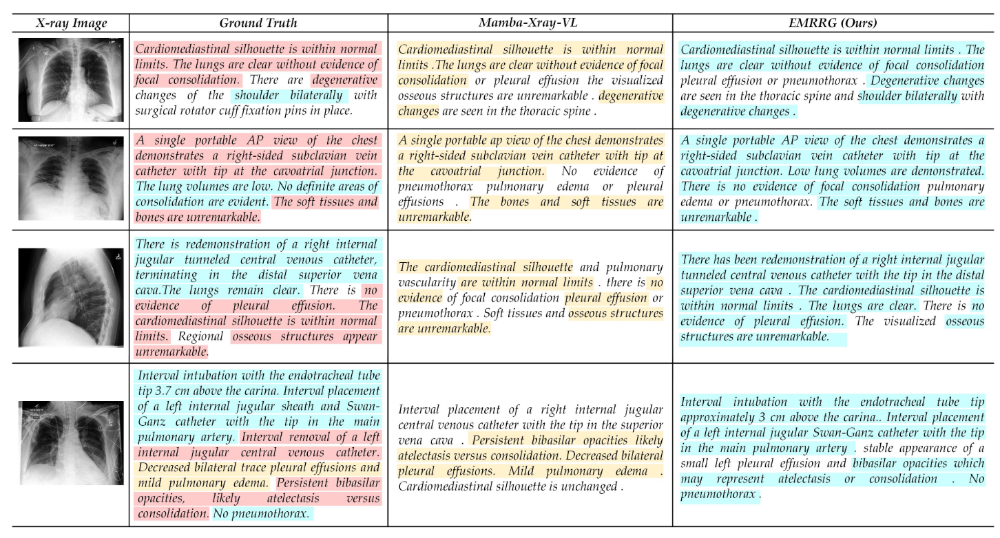 X-ray Image
Ground Truth
Mamba-Xray-VL
EMRRG (Ours)
Cardiomediastinal silhouette is within normal
limits. The lungs are clear without evidence of
focal consolidation. There are degenerative
changes of the shoulder bilaterally with
surgical rotator cuff fixation pins in place.
Cardiomediastinal silhouette is within normal
limits .The lungs are clear without evidence of focal
consolidation or pleural effusion the visualized
osseous structures are unremarkable . degenerative
changes are seen in the thoracic spine .
Cardiomediastinal silhouette is within normal limits . The
lungs are clear without evidence of focal consolidation
pleural effusion or pneumothorax . Degenerative changes
are seen in the thoracic spine and shoulder bilaterally with
degenerative changes .
A single portable AP view of the chest
demonstrates a right-sided subclavian vein
catheter with tip at the cavoatrial junction.
The lung volumes are low. No definite areas of
consolidation are evident. The soft tissues and
bones are unremarkable.
A single portable ap view of the chest demonstrates
a right-sided subclavian vein catheter with tip at
the cavoatrial junction. No evidence of
pneumothorax pulmonary edema or pleural
effusions . The bones and soft tissues are
unremarkable.
A single portable AP view of the chest demonstrates a
right-sided subclavian vein catheter with tip at the
cavoatrial junction. Low lung volumes are demonstrated.
There is no evidence of focal consolidation pulmonary
edema or pneumothorax. The soft tissues and bones are
unremarkable .
There is redemonstration of a right internal
jugular tunneled central venous catheter,
terminating in the distal superior vena
cava.The lungs remain clear. There is no
evidence of pleural effusion. The
cardiomediastinal silhouette is within normal
limits. Regional osseous structures appear
unremarkable.
The cardiomediastinal silhouette and pulmonary
vascularity are within normal limits . there is no
evidence of focal consolidation pleural effusion or
pneumothorax . Soft tissues and osseous structures
are unremarkable.
There has been redemonstration of a right internal jugular
tunneled central venous catheter with the tip in the distal
superior vena cava . The cardiomediastinal silhouette is
within normal limits . The lungs are clear. There is no
evidence of pleural effusion. The visualized osseous
structures are unremarkable.
Interval intubation with the endotracheal tube
tip 3.7 cm above the carina. Interval placement
of a left internal jugular sheath and Swan-
Ganz catheter with the tip in the main
pulmonary artery. Interval removal of a left
internal jugular central venous catheter.
Decreased bilateral trace pleural effusions and
mild pulmonary edema. Persistent bibasilar
opacities, likely atelectasis versus
consolidation. No pneumothorax.
Interval placement of a right internal jugular
central venous catheter with the tip in the superior
vena cava . Persistent bibasilar opacities likely
atelectasis versus consolidation. Decreased bilateral
pleural effusions. Mild pulmonary edema .
Cardiomediastinal silhouette is unchanged .
Interval intubation with the endotracheal tube tip
approximately 3 cm above the carina.. Interval placement
of a left internal jugular Swan-Ganz catheter with the tip
in the main pulmonary artery . stable appearance of a
small left pleural effusion and bibasilar opacities which
may represent atelectasis or consolidation . No
pneumothorax .